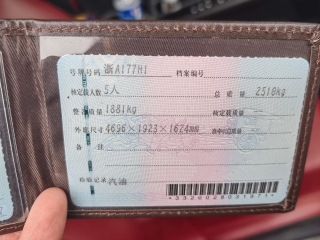 号牌号码 浙A177H1 档案编号
核定载人数 5人 总质量 2518kg
整备质量 1881kg 核定载质量 --
外廓尺寸 4696×1923×1624mm 准牵引总质量 --
备注
检验记录 汽油